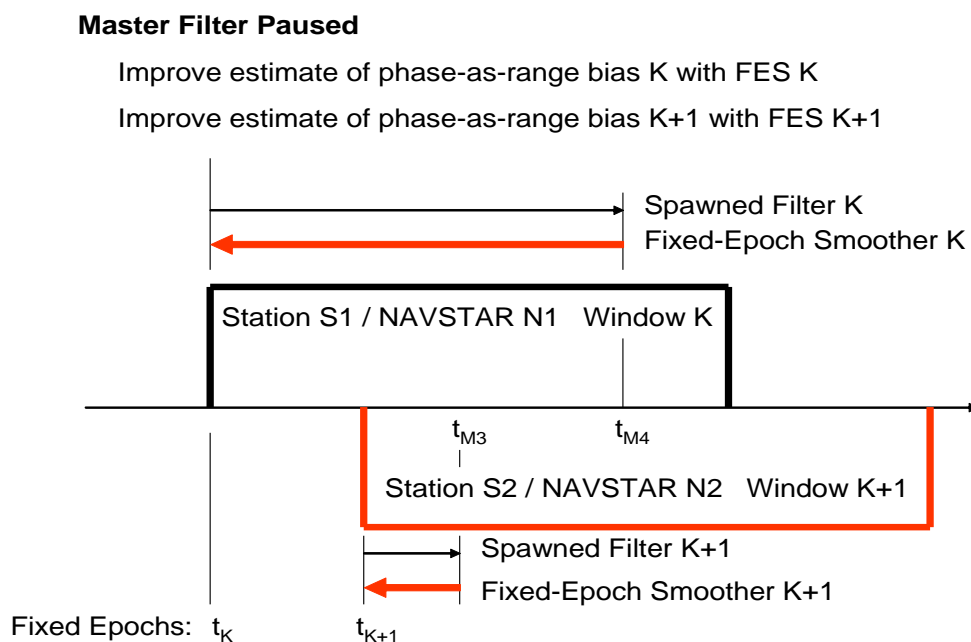 Master Filter Paused
Improve estimate of phase-as-range bias K with FES K
Improve estimate of phase-as-range bias K+1 with FES K+1
Spawned Filter K
Fixed-Epoch Smoother K
Station S1 / NAVSTAR N1 Window K
tM3 tM4
Station S2 / NAVSTAR N2 Window K+1
Spawned Filter K+1
Fixed-Epoch Smoother K+1
Fixed Epochs: tK tK+1